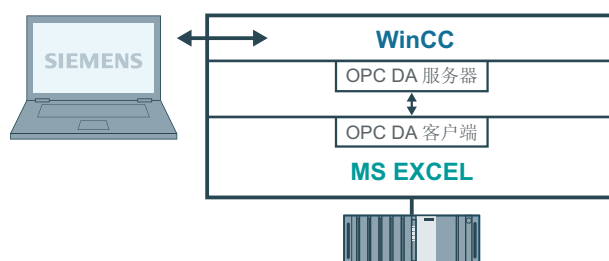 SIEMENS
WinCC
OPC DA 服务器
OPC DA 客户端
MS EXCEL